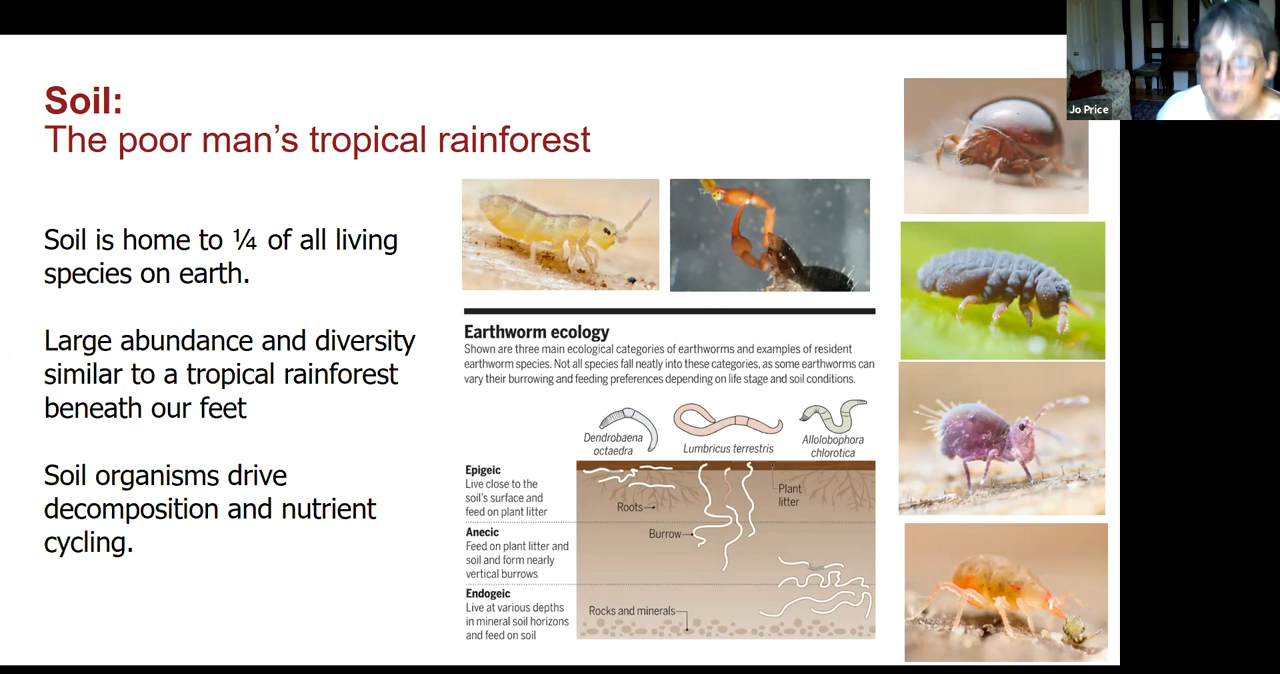 Jo Price
Soil:
The poor man's tropical rainforest
Soil is home to ¼ of all living
species on earth.
Large abundance and diversity
similar to a tropical rainforest
beneath our feet
Soil organisms drive
decomposition and nutrient
cycling.
Earthworm ecology
Shown are three main ecological categories of earthworms and examples of resident
earthworm species. Not all species fall neatly into these categories, as some earthworms can
vary their burrowing and feeding preferences depending on life stage and soil conditions.
Dendrobaena
octaedra
Lumbricus terrestris
Allolobophora
chlorotica
Epigeic
Live close to the
soil's surface and
feed on plant litter
Roots
Plant
litter
Anecic
Feed on plant litter and
soil and form nearly
vertical burrows
Burrow
Endogeic
Live at various depths
in mineral soil horizons
and feed on soil
Rocks and minerals